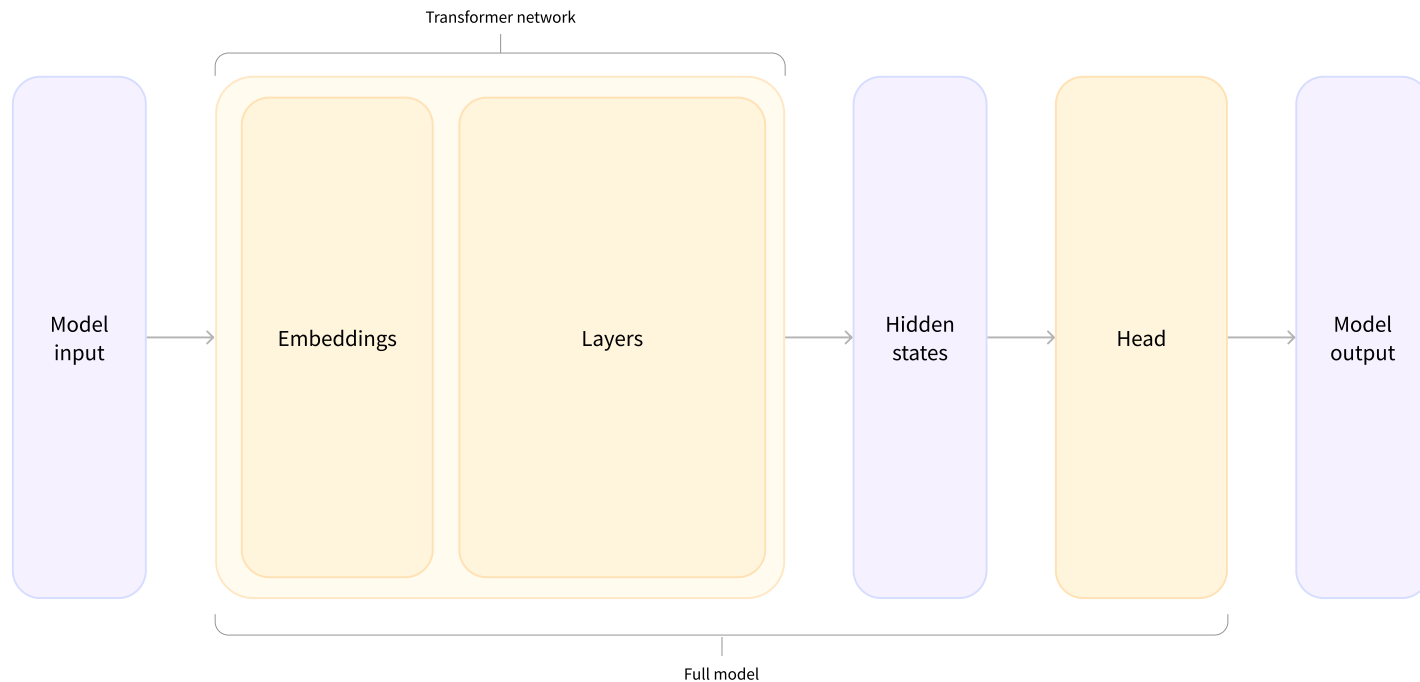 Transformer network
Model
input
Embeddings
Layers
Hidden
states
Head
Model
output
Full model